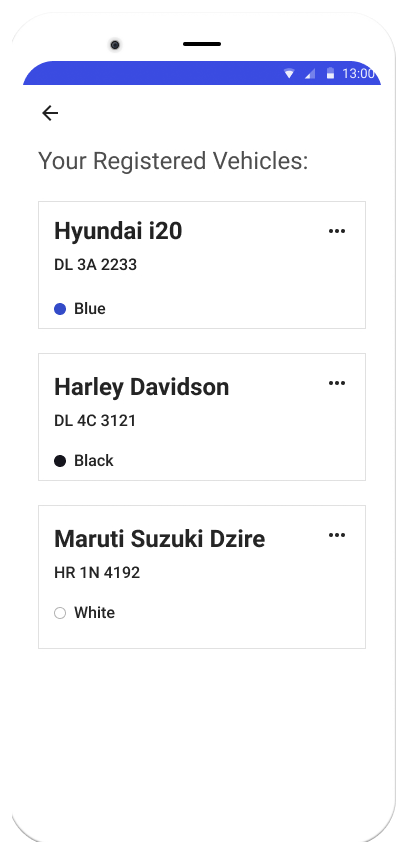 13:00
Your Registered Vehicles:
Hyundai i20
DL 3A 2233
Blue
Harley Davidson
DL 4C 3121
Black
Maruti Suzuki Dzire
HR 1N 4192
White